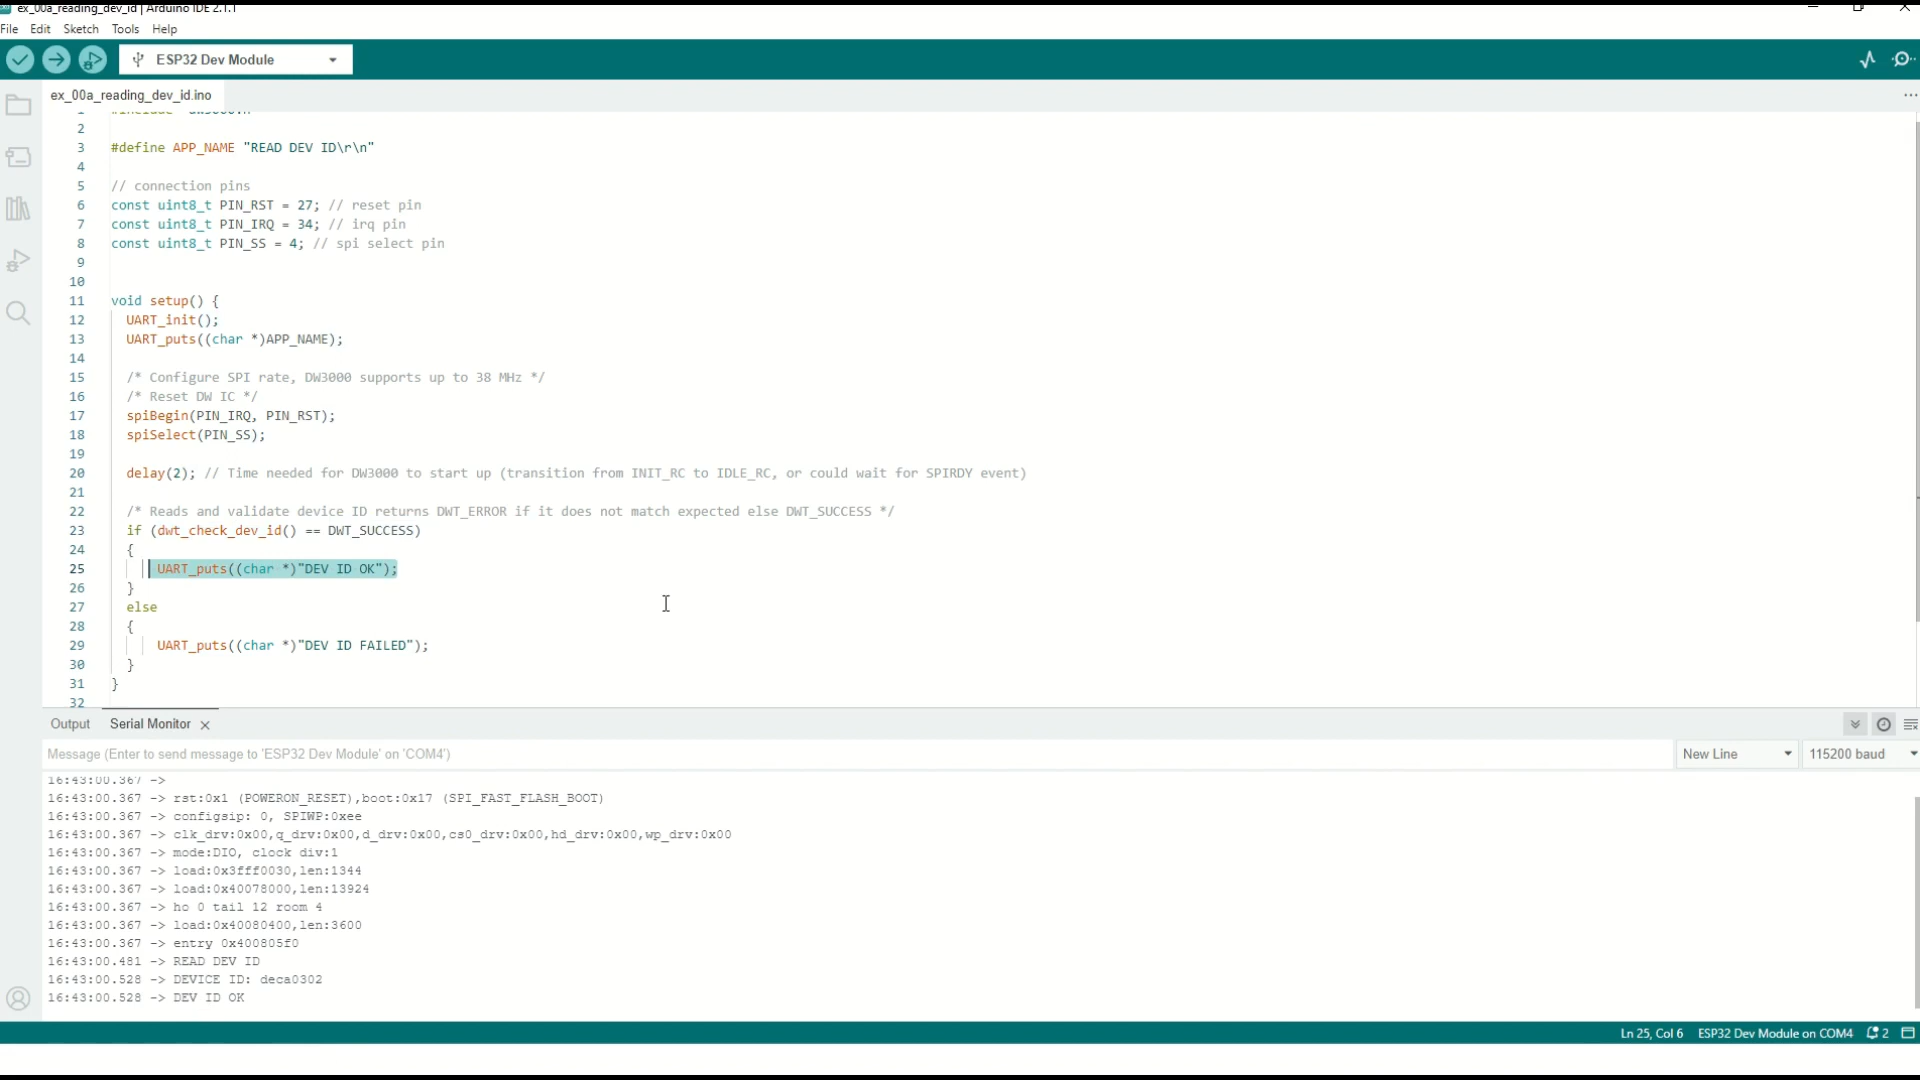 ex_00a_reading_dev_id | Arduino IDE 2.1.1
File Edit Sketch Tools Help
ESP32 Dev Module
ex_00a_reading_dev_id.ino
1
2
3 #define APP_NAME "READ DEV ID\r\n"
4
5 // connection pins
6 const uint8_t PIN_RST = 27; // reset pin
7 const uint8_t PIN_IRQ = 34; // irq pin
8 const uint8_t PIN_SS = 4; // spi select pin
9
10
11 void setup() {
12 UART_init();
13 UART_puts((char *)APP_NAME);
14
15 /* Configure SPI rate, DW3000 supports up to 38 MHz */
16 /* Reset DW IC */
17 spiBegin(PIN_IRQ, PIN_RST);
18 spiSelect(PIN_SS);
19
20 delay(2); // Time needed for DW3000 to start up (transition from INIT_RC to IDLE_RC, or could wait for SPIRDY event)
21
22 /* Reads and validate device ID returns DWT_ERROR if it does not match expected else DWT_SUCCESS */
23 if (dwt_check_dev_id() == DWT_SUCCESS)
24 {
25 UART_puts((char *)"DEV ID OK");
26 }
27 else
28 {
29 UART_puts((char *)"DEV ID FAILED");
30 }
31 }
32
Output Serial Monitor
Message (Enter to send message to 'ESP32 Dev Module' on 'COM4') New Line 115200 baud
16:43:00.367 ->
16:43:00.367 -> rst:0x1 (POWERON_RESET),boot:0x17 (SPI_FAST_FLASH_BOOT)
16:43:00.367 -> configsip: 0, SPIWP:0xee
16:43:00.367 -> clk_drv:0x00,q_drv:0x00,d_drv:0x00,cs0_drv:0x00,hd_drv:0x00,wp_drv:0x00
16:43:00.367 -> mode:DIO, clock div:1
16:43:00.367 -> load:0x3fff0030,len:1344
16:43:00.367 -> load:0x40078000,len:13924
16:43:00.367 -> ho 0 tail 12 room 4
16:43:00.367 -> load:0x40080400,len:3600
16:43:00.367 -> entry 0x400805f0
16:43:00.481 -> READ DEV ID
16:43:00.528 -> DEVICE ID: deca0302
16:43:00.528 -> DEV ID OK
Ln 25, Col 6 ESP32 Dev Module on COM4 2